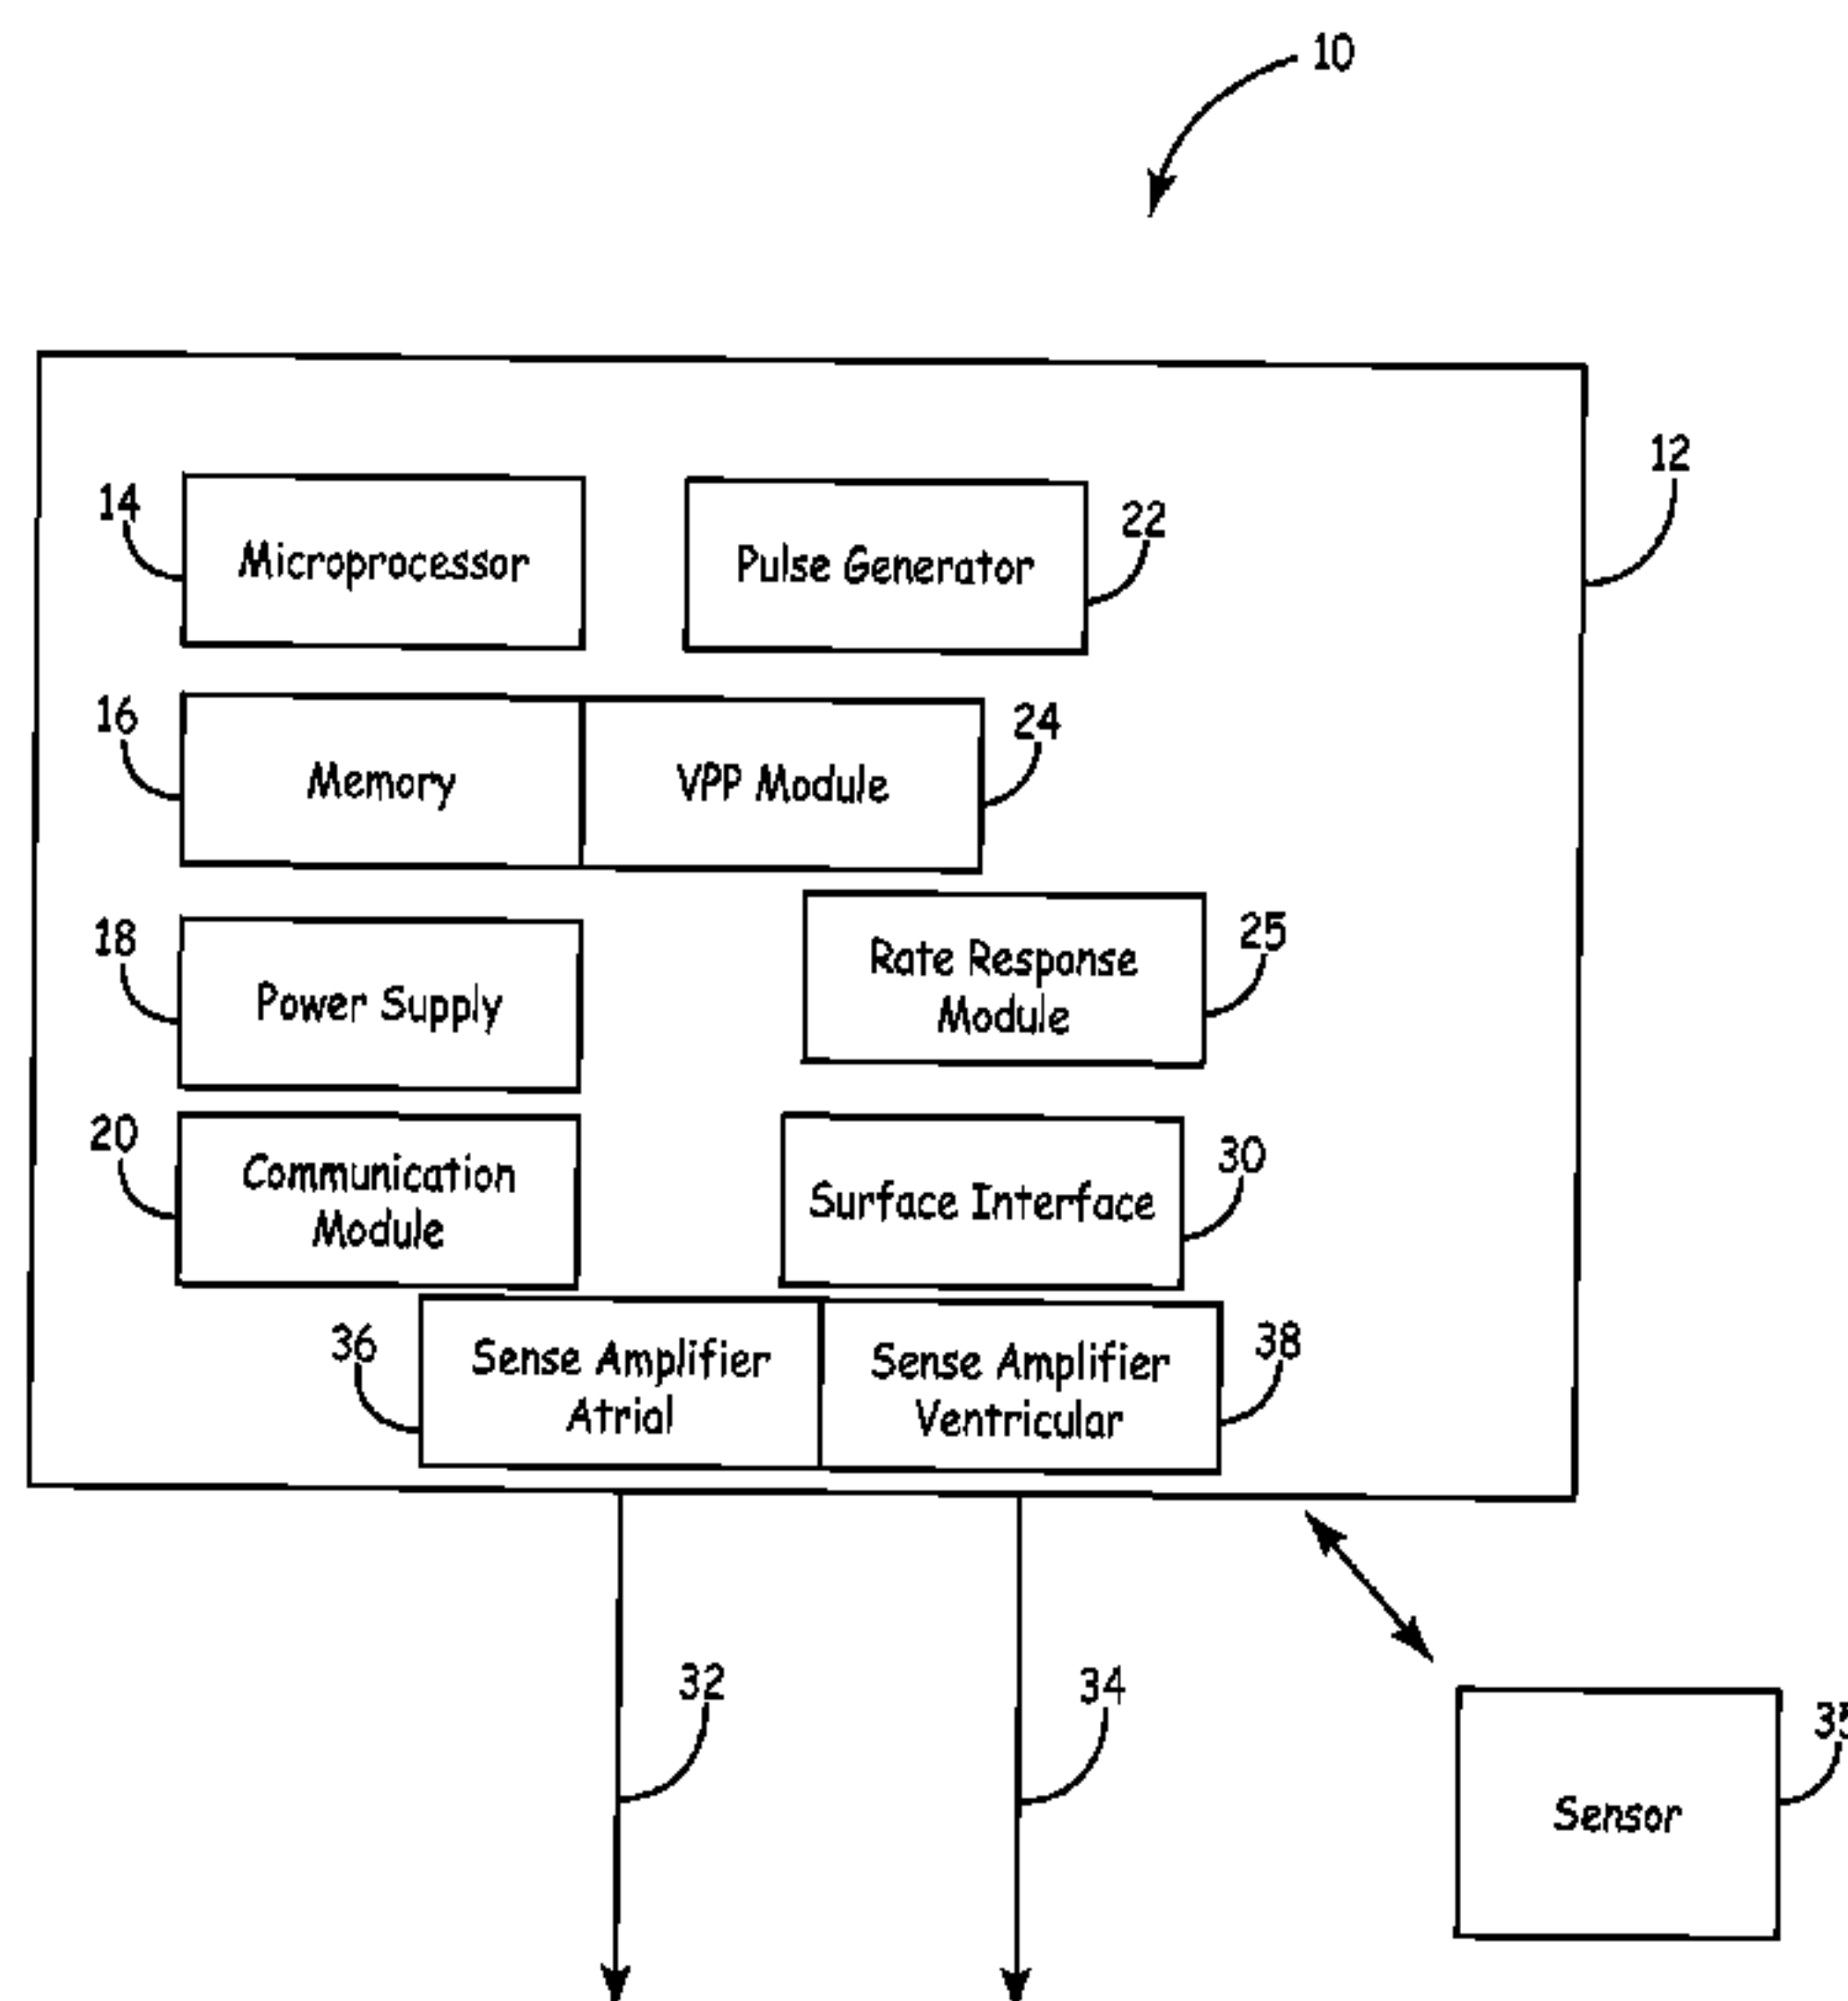 10
12
14
Microprocessor
Pulse Generator
22
16
Memory
VPP Module
24
18
Power Supply
Rate Response
Module
25
20
Communication
Module
Surface Interface
30
36
Sense Amplifier
Atrial
Sense Amplifier
Ventricular
38
32
34
Sensor
35